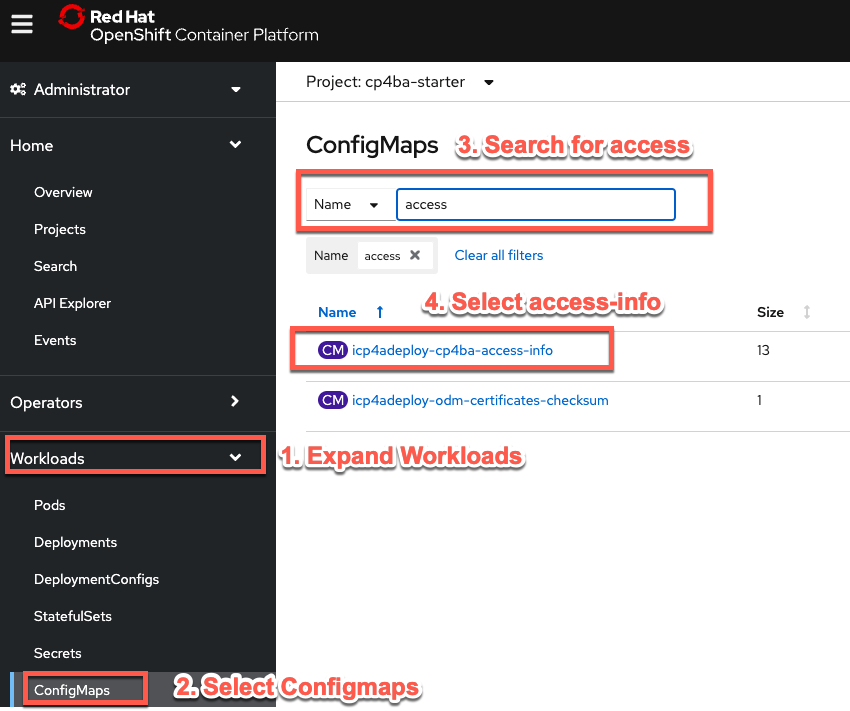 Red Hat
OpenShift Container Platform
Administrator
Home
Overview
Projects
Search
API Explorer
Events
Operators
Workloads
Pods
Deployments
DeploymentConfigs
StatefulSets
Secrets
ConfigMaps
1. Expand Workloads
2. Select Configmaps
Project: cp4ba-starter
ConfigMaps
3. Search for access
Name
access
Name access
Clear all filters
4. Select access-info
Name
Size
CM icp4adeploy-cp4ba-access-info
13
CM icp4adeploy-odm-certificates-checksum
1